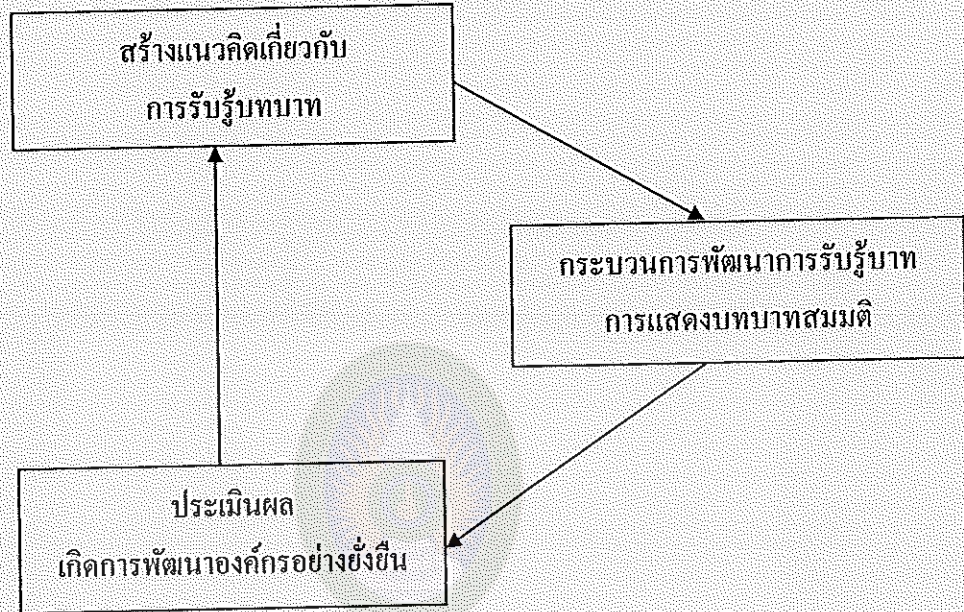 สร้างแนวคิดเกี่ยวกับ
การรับรู้บทบาท
กระบวนการพัฒนาการรับรู้บาท
การแสดงบทบาทสมมติ
ประเมินผล
เกิดการพัฒนาองค์กรอย่างยั่งยืน